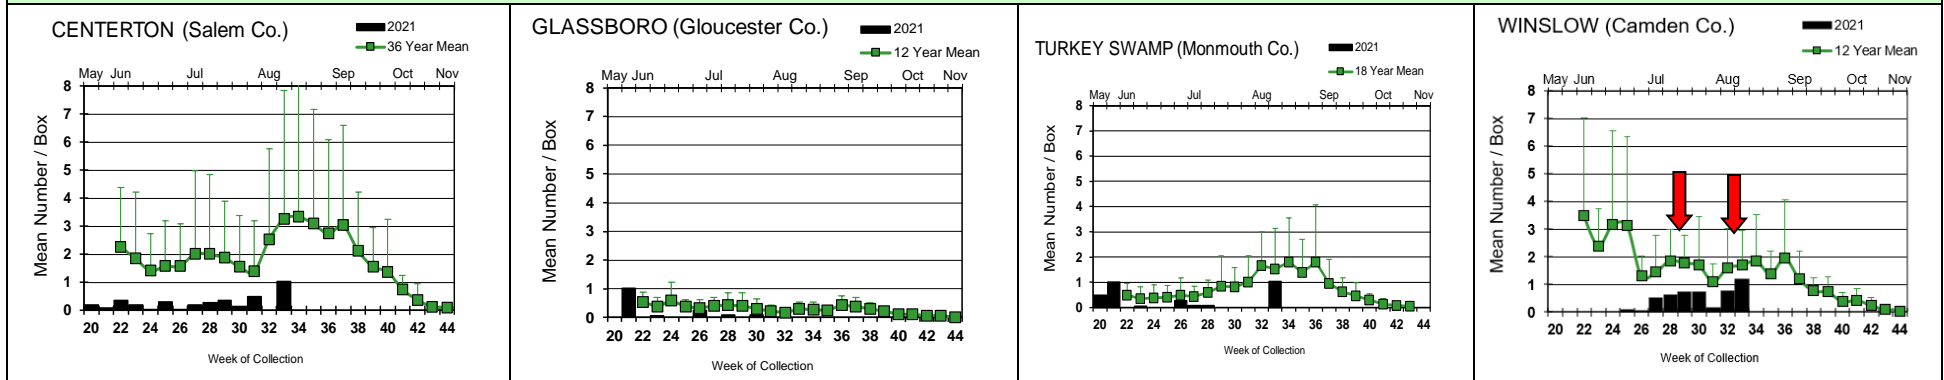 CENTERTON (Salem Co.)
2021
36 Year Mean
May Jun Jul Aug Sep Oct Nov
8
7
6
5
4
3
2
1
0
Mean Number / Box
20 22 24 26 28 30 32 34 36 38 40 42 44
Week of Collection
GLASSBORO (Gloucester Co.)
2021
12 Year Mean
May Jun Jul Aug Sep Oct Nov
8
7
6
5
4
3
2
1
0
Mean Number / Box
20 22 24 26 28 30 32 34 36 38 40 42 44
Week of Collection
TURKEY SWAMP (Monmouth Co.)
2021
18 Year Mean
May Jun Jul Aug Sep Oct Nov
8
7
6
5
4
3
2
1
0
Mean Number / Box
20 22 24 26 28 30 32 34 36 38 40 42 44
Week of Collection
WINSLOW (Camden Co.)
2021
12 Year Mean
May Jun Jul Aug Sep Oct Nov
8
7
6
5
4
3
2
1
0
Mean Number / Box
20 22 24 26 28 30 32 34 36 38 40 42 44
Week of Collection